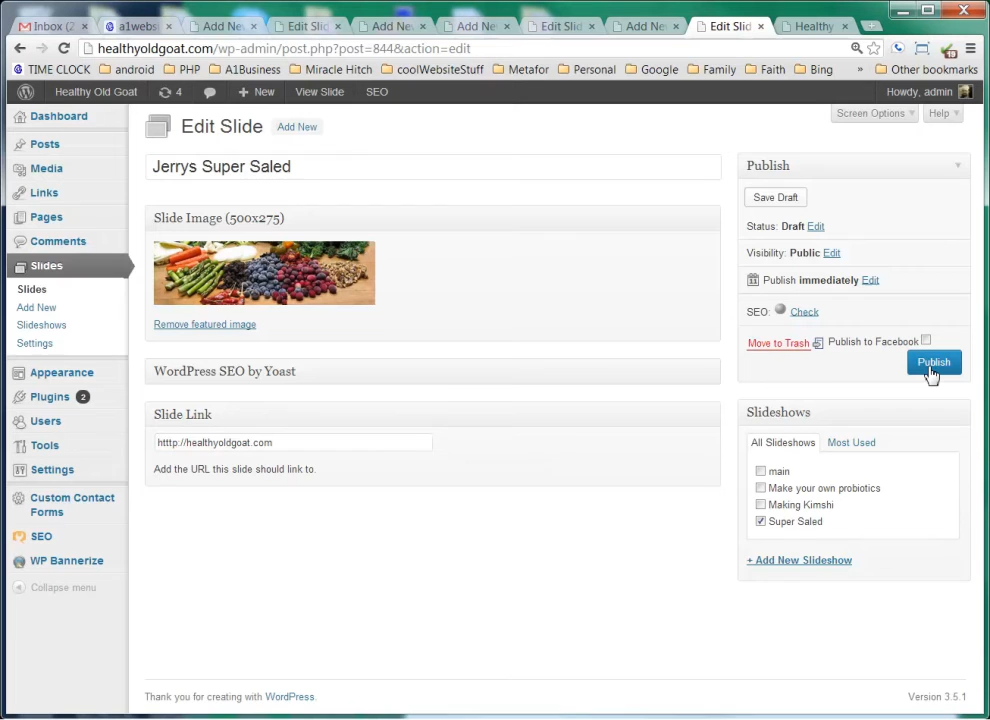 Inbox (2
a1webs
Add New
Edit Slid
Add New
Add New
Edit Slid
Add New
Edit Slid
Healthy
healthyoldgoat.com/wp-admin/post.php?post=844&action=edit
TIME CLOCK android PHP A1Business Miracle Hitch coolWebsiteStuff Metafor Personal Google Family Faith Bing » Other bookmarks
Healthy Old Goat 4 New View Slide SEO Howdy, admin
Screen Options Help
Dashboard
Posts
Media
Links
Pages
Comments
Slides
Slides
Add New
Slideshows
Settings
Appearance
Plugins 2
Users
Tools
Settings
Custom Contact
Forms
SEO
WP Bannerize
Collapse menu
Edit Slide Add New
Jerrys Super Saled
Slide Image (500x275)
Remove featured image
WordPress SEO by Yoast
Slide Link
htttp://healthyoldgoat.com
Add the URL this slide should link to.
Publish
Save Draft
Status: Draft Edit
Visibility: Public Edit
Publish immediately Edit
SEO: Check
Move to Trash Publish to Facebook
Publish
Slideshows
All Slideshows Most Used
main
Make your own probiotics
Making Kimshi
Super Saled
+ Add New Slideshow
Thank you for creating with WordPress.
Version 3.5.1